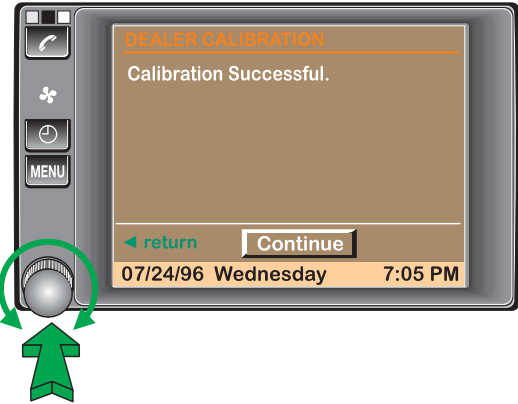 DEALER CALIBRATION
Calibration Successful.
MENU
◄ return Continue
07/24/96 Wednesday 7:05 PM